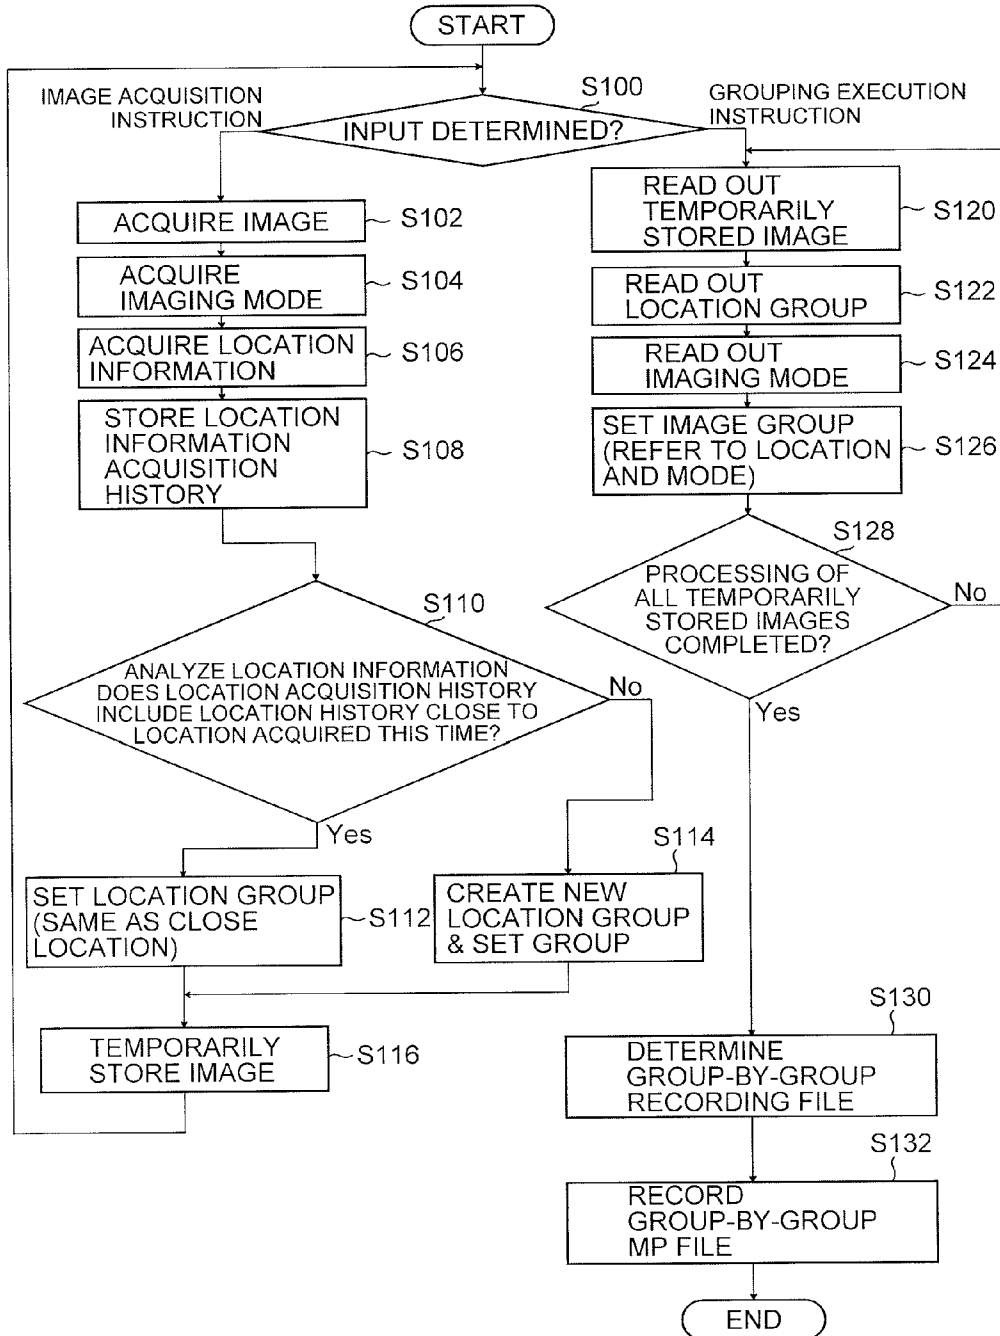 START
IMAGE ACQUISITION
INSTRUCTION
S100
INPUT DETERMINED?
GROUPING EXECUTION
INSTRUCTION
ACQUIRE IMAGE
S102
ACQUIRE
IMAGING MODE
S104
ACQUIRE LOCATION
INFORMATION
S106
STORE LOCATION
INFORMATION
ACQUISITION
HISTORY
S108
S110
ANALYZE LOCATION INFORMATION
DOES LOCATION ACQUISITION HISTORY
INCLUDE LOCATION HISTORY CLOSE TO
LOCATION ACQUIRED THIS TIME?
No
Yes
SET LOCATION GROUP
(SAME AS CLOSE
LOCATION)
S112
S114
CREATE NEW
LOCATION GROUP
& SET GROUP
TEMPORARILY
STORE IMAGE
S116
READ OUT
TEMPORARILY
STORED IMAGE
S120
READ OUT
LOCATION GROUP
S122
READ OUT
IMAGING MODE
S124
SET IMAGE GROUP
(REFER TO LOCATION
AND MODE)
S126
S128
PROCESSING OF
ALL TEMPORARILY
STORED IMAGES
COMPLETED?
No
Yes
S130
DETERMINE
GROUP-BY-GROUP
RECORDING FILE
S132
RECORD
GROUP-BY-GROUP
MP FILE
END